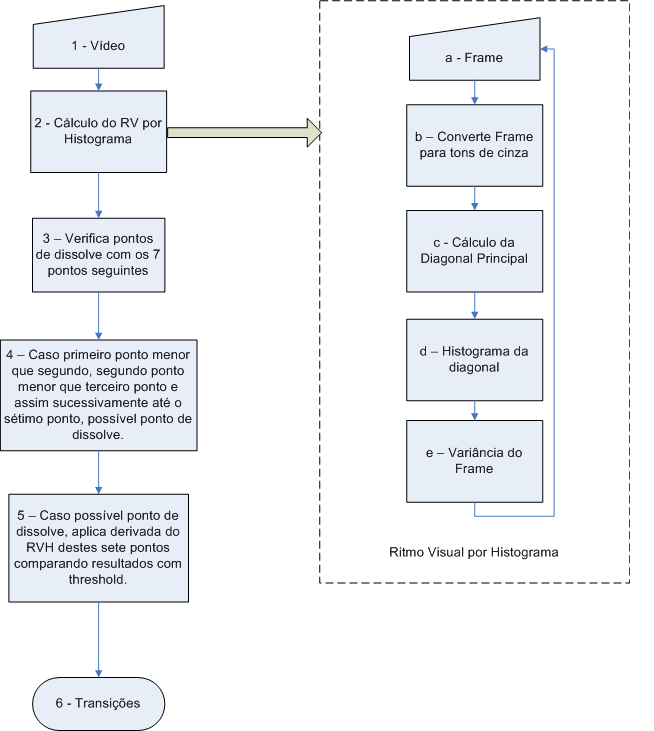 1 - Vídeo
2 - Cálculo do RV por
Histograma
3 – Verifica pontos
de dissolve com os 7
pontos seguintes
4 – Caso primeiro ponto menor
que segundo, segundo ponto
menor que terceiro ponto e
assim sucessivamente até o
sétimo ponto, possível ponto de
dissolve.
5 – Caso possível ponto de
dissolve, aplica derivada do
RVH destes sete pontos
comparando resultados com
threshold.
6 - Transições
a - Frame
b – Converte Frame
para tons de cinza
c - Cálculo da
Diagonal Principal
d – Histograma da
diagonal
e – Variância do
Frame
Ritmo Visual por Histograma